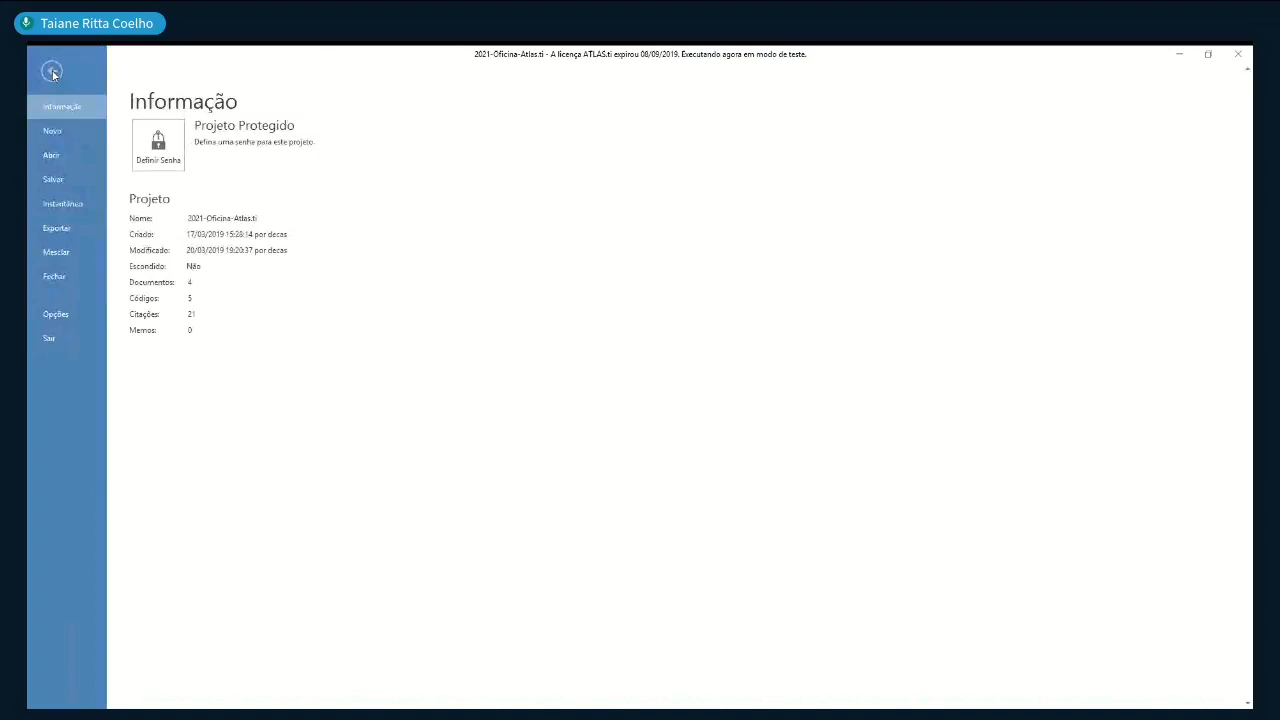 Taiane Ritta Coelho
2021-Oficina-Atlas.ti - A licença ATLAS.ti expirou 08/09/2019. Executando agora em modo de teste.
Informação
Novo
Abrir
Salvar
Instantâneo
Exportar
Mesclar
Fechar
Opções
Sair
Informação
Definir Senha
Projeto Protegido
Defina uma senha para este projeto.
Projeto
Nome: 2021-Oficina-Atlas.ti
Criado: 17/03/2019 15:28:14 por decas
Modificado: 20/03/2019 19:20:37 por decas
Escondido: Não
Documentos: 4
Códigos: 5
Citações: 21
Memos: 0